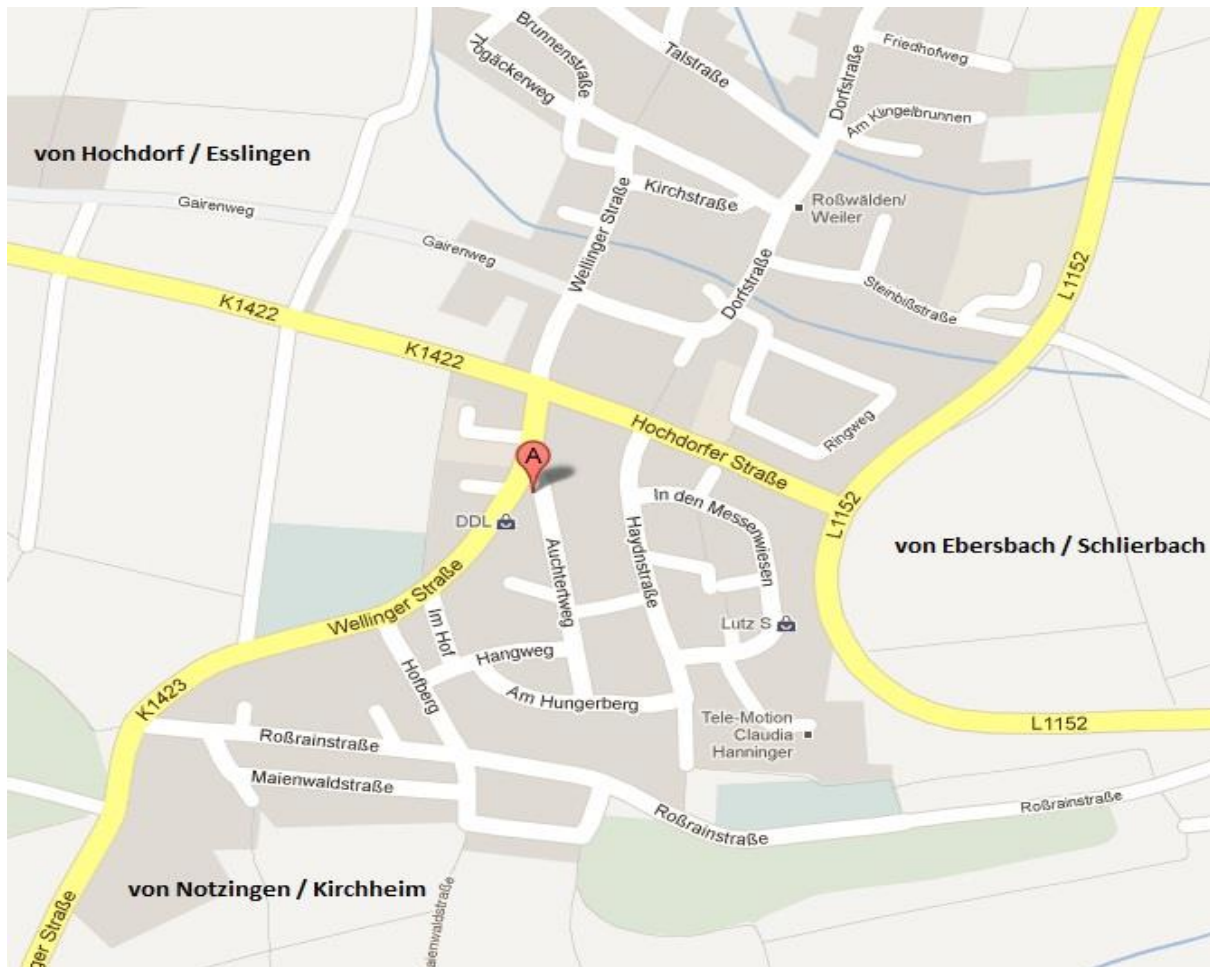 Brunnenstraße
Trogäckerweg
Talstraße
Dorfstraße
Friedhofweg
Am Klingelbrunnen
von Hochdorf / Esslingen
Kirchstraße
Roßwälden/
Weiler
Gairenweg
Gairenweg
Wellinger Straße
Dorfstraße
Steinbißstraße
L1152
K1422
K1422
Hochdorfer Straße
Ringweg
A
In den Messenwiesen
L1152
DDL
Auchtertweg
Haydnstraße
von Ebersbach / Schlierbach
Wellinger Straße
Im Hof
Lutz S
Hangweg
Hofberg
Am Hungerberg
K1423
Tele-Motion
Claudia
Hanninger
L1152
Roßrainstraße
Maienwaldstraße
Roßrainstraße
Roßrainstraße
von Notzingen / Kirchheim
aienwaldstraße
ger Straße